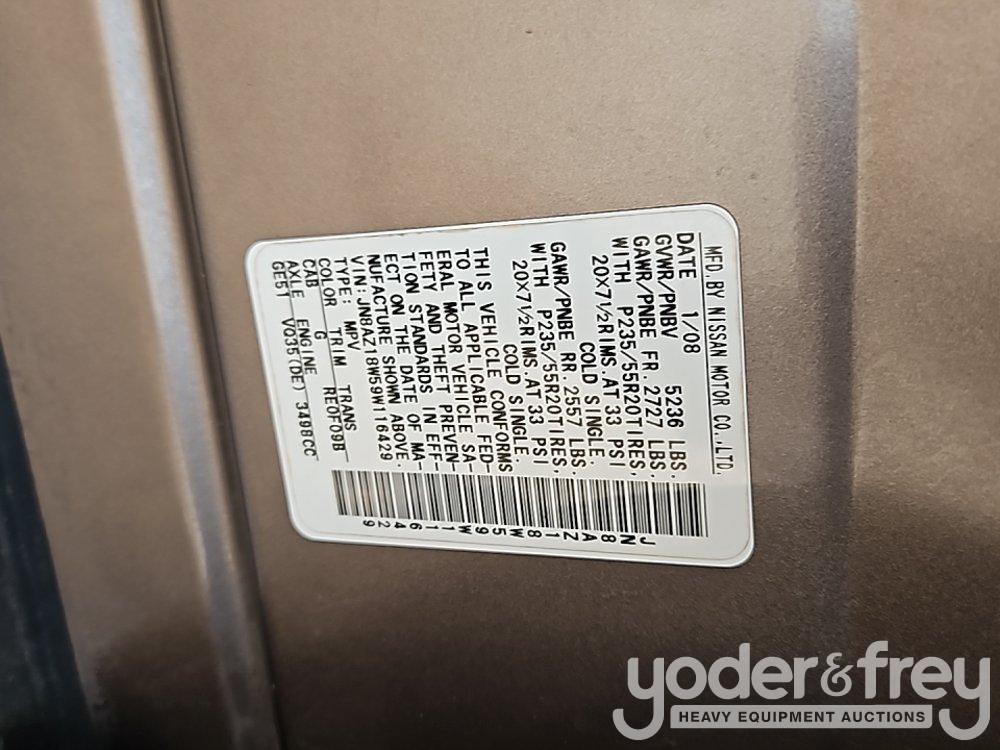 MFD.BY NISSAN MOTOR CO.,LTD.
DATE 1/08
GVWR/PNBV 5236 LBS.
GAWR/PNBE FR.2727 LBS.
WITH P235/55R20TIRES,
20X7½RIMS.AT 33 PSI
COLD SINGLE.
GAWR/PNBE RR.2557 LBS.
WITH P235/55R20TIRES,
20X7½RIMS.AT 33 PSI
COLD SINGLE.
THIS VEHICLE CONFORMS
TO ALL APPLICABLE FED-
ERAL MOTOR VEHICLE SA-
FETY AND THEFT PREVEN-
TION STANDARDS IN EFF-
ECT ON THE DATE OF MA-
NUFACTURE SHOWN ABOVE.
VIN:JN8AZ18W59W116429
TYPE: MPV
COLOR TRIM TRANS
CAB G RE0F09B
AXLE ENGINE
GE51 VQ35(DE) 3498CC
JN8AZ18W59W116429
yoder&frey
HEAVY EQUIPMENT AUCTIONS